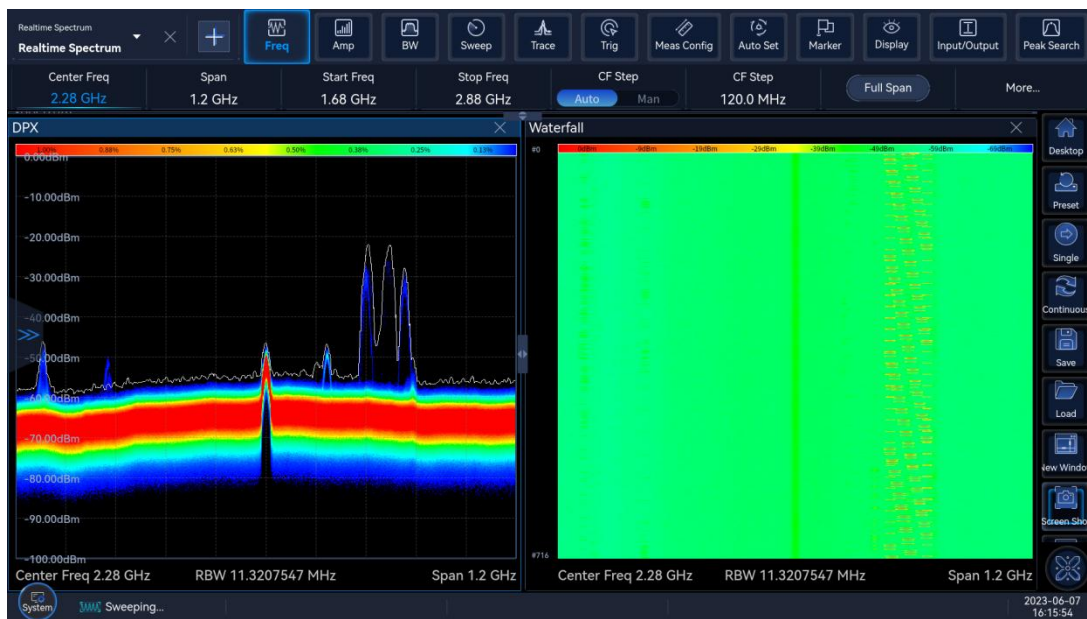 Realtime Spectrum
Realtime Spectrum
Freq
Amp
BW
Sweep
Trace
Trig
Meas Config
Auto Set
Marker
Display
Input/Output
Peak Search
Center Freq
2.28 GHz
Span
1.2 GHz
Start Freq
1.68 GHz
Stop Freq
2.88 GHz
CF Step
Auto Man
CF Step
120.0 MHz
Full Span
More...
DPX
1.00% 0.88% 0.75% 0.63% 0.50% 0.38% 0.25% 0.13%
0.00dBm
-10.00dBm
-20.00dBm
-30.00dBm
-40.00dBm
-50.00dBm
-60.00dBm
-70.00dBm
-80.00dBm
-90.00dBm
-100.00dBm
Center Freq 2.28 GHz RBW 11.3207547 MHz Span 1.2 GHz
Waterfall
#0
0dBm -9dBm -19dBm -29dBm -39dBm -49dBm -59dBm -69dBm
#716
Center Freq 2.28 GHz RBW 11.3207547 MHz Span 1.2 GHz
Desktop
Preset
Single
Continuous
Save
Load
New Windo
Screen Sho
System
Sweeping...
2023-06-07
16:15:54